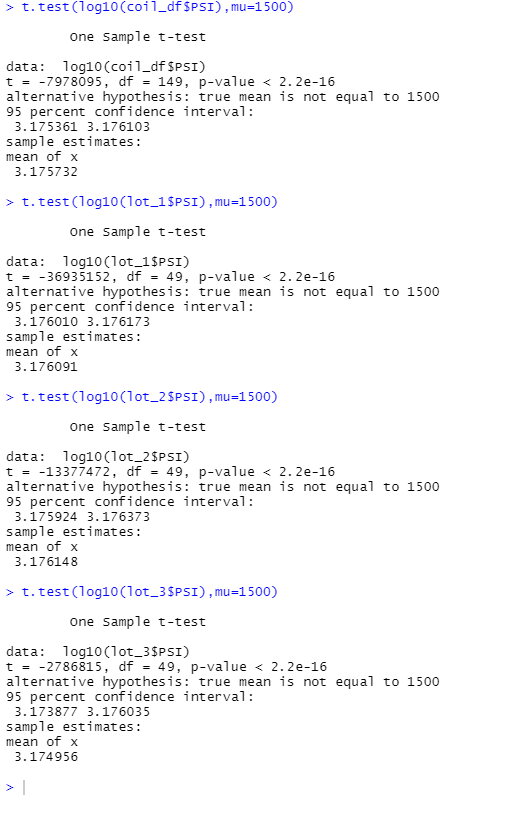 > t.test(log10(coil_df$PSI),mu=1500)
One Sample t-test
data:  log10(coil_df$PSI)
t = -7978095, df = 149, p-value < 2.2e-16
alternative hypothesis: true mean is not equal to 1500
95 percent confidence interval:
3.175361 3.176103
sample estimates:
mean of x
3.175732
> t.test(log10(lot_1$PSI),mu=1500)
One Sample t-test
data:  log10(lot_1$PSI)
t = -36935152, df = 49, p-value < 2.2e-16
alternative hypothesis: true mean is not equal to 1500
95 percent confidence interval:
3.176010 3.176173
sample estimates:
mean of x
3.176091
> t.test(log10(lot_2$PSI),mu=1500)
One Sample t-test
data:  log10(lot_2$PSI)
t = -13377472, df = 49, p-value < 2.2e-16
alternative hypothesis: true mean is not equal to 1500
95 percent confidence interval:
3.175924 3.176373
sample estimates:
mean of x
3.176148
> t.test(log10(lot_3$PSI),mu=1500)
One Sample t-test
data:  log10(lot_3$PSI)
t = -2786815, df = 49, p-value < 2.2e-16
alternative hypothesis: true mean is not equal to 1500
95 percent confidence interval:
3.173877 3.176035
sample estimates:
mean of x
3.174956
>